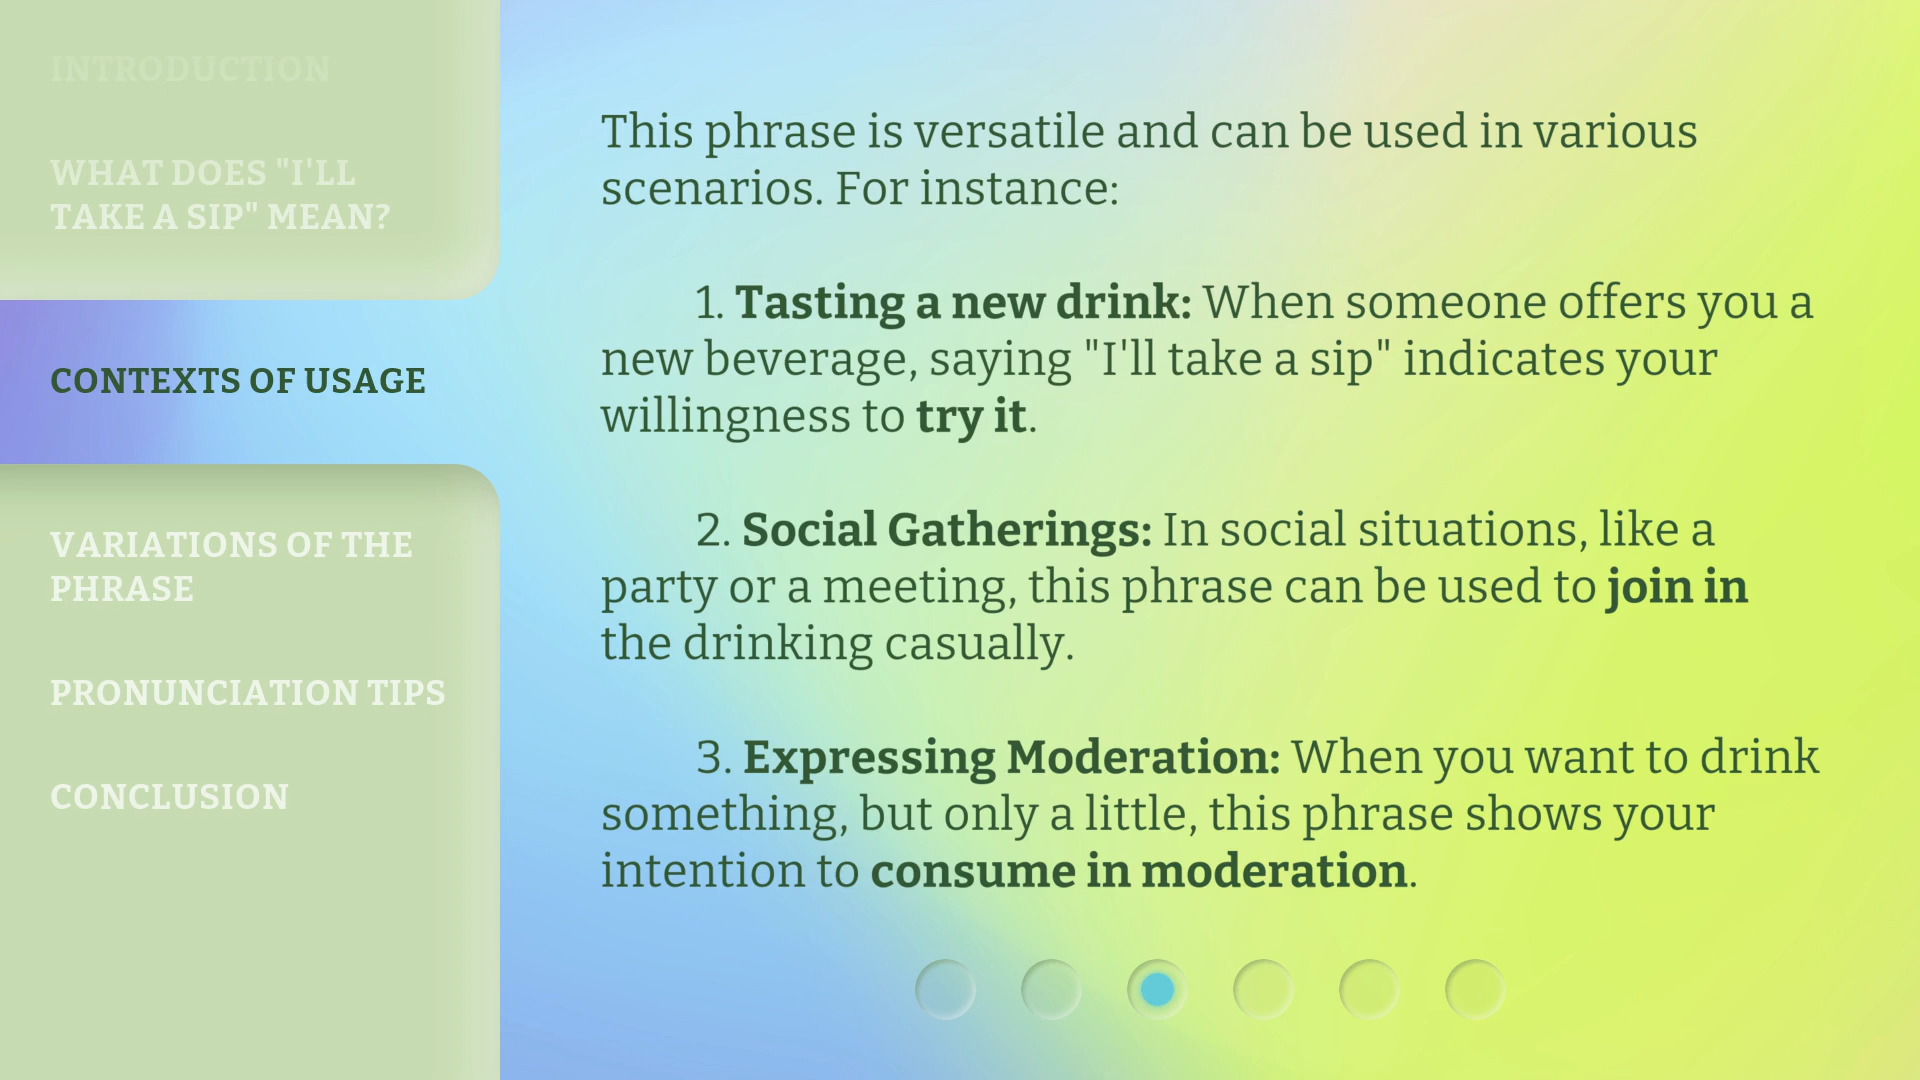 INTRODUCTION
WHAT DOES "I'LL
TAKE A SIP" MEAN?
CONTEXTS OF USAGE
VARIATIONS OF THE
PHRASE
PRONUNCIATION TIPS
CONCLUSION
This phrase is versatile and can be used in various
scenarios. For instance:
1. Tasting a new drink: When someone offers you a
new beverage, saying "I'll take a sip" indicates your
willingness to try it.
2. Social Gatherings: In social situations, like a
party or a meeting, this phrase can be used to join in
the drinking casually.
3. Expressing Moderation: When you want to drink
something, but only a little, this phrase shows your
intention to consume in moderation.